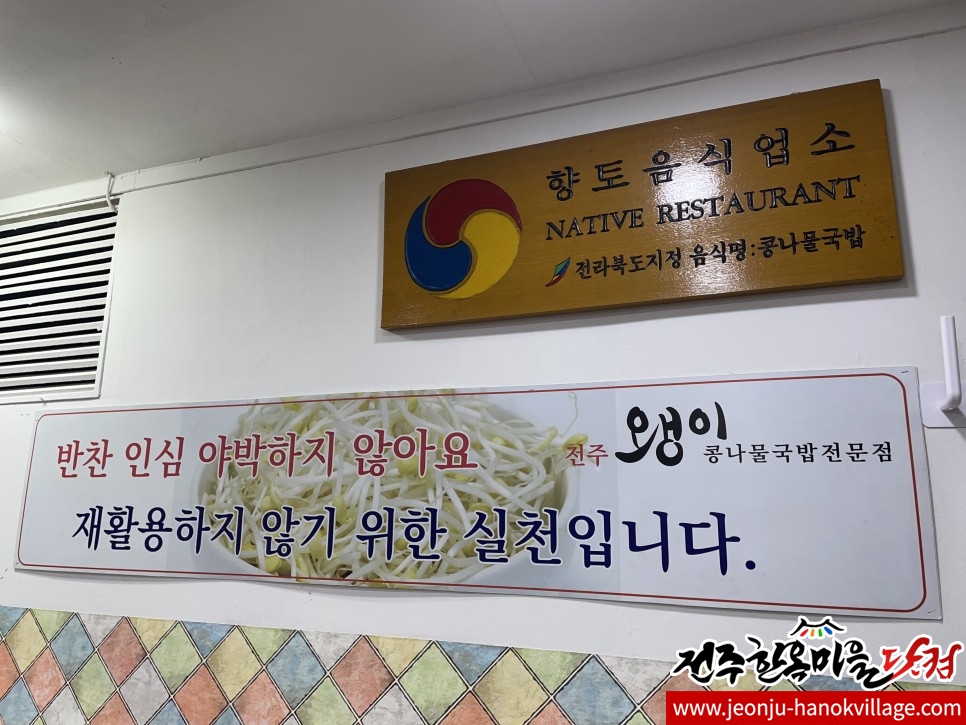 향토음식업소
NATIVE RESTAURANT
전라북도지정 음식명:콩나물국밥
반찬 인심 야박하지 않아요
전주 왱이 콩나물국밥전문점
재활용하지 않기 위한 실천입니다.
전주한옥마을닷컴
www.jeonju-hanokvillage.com